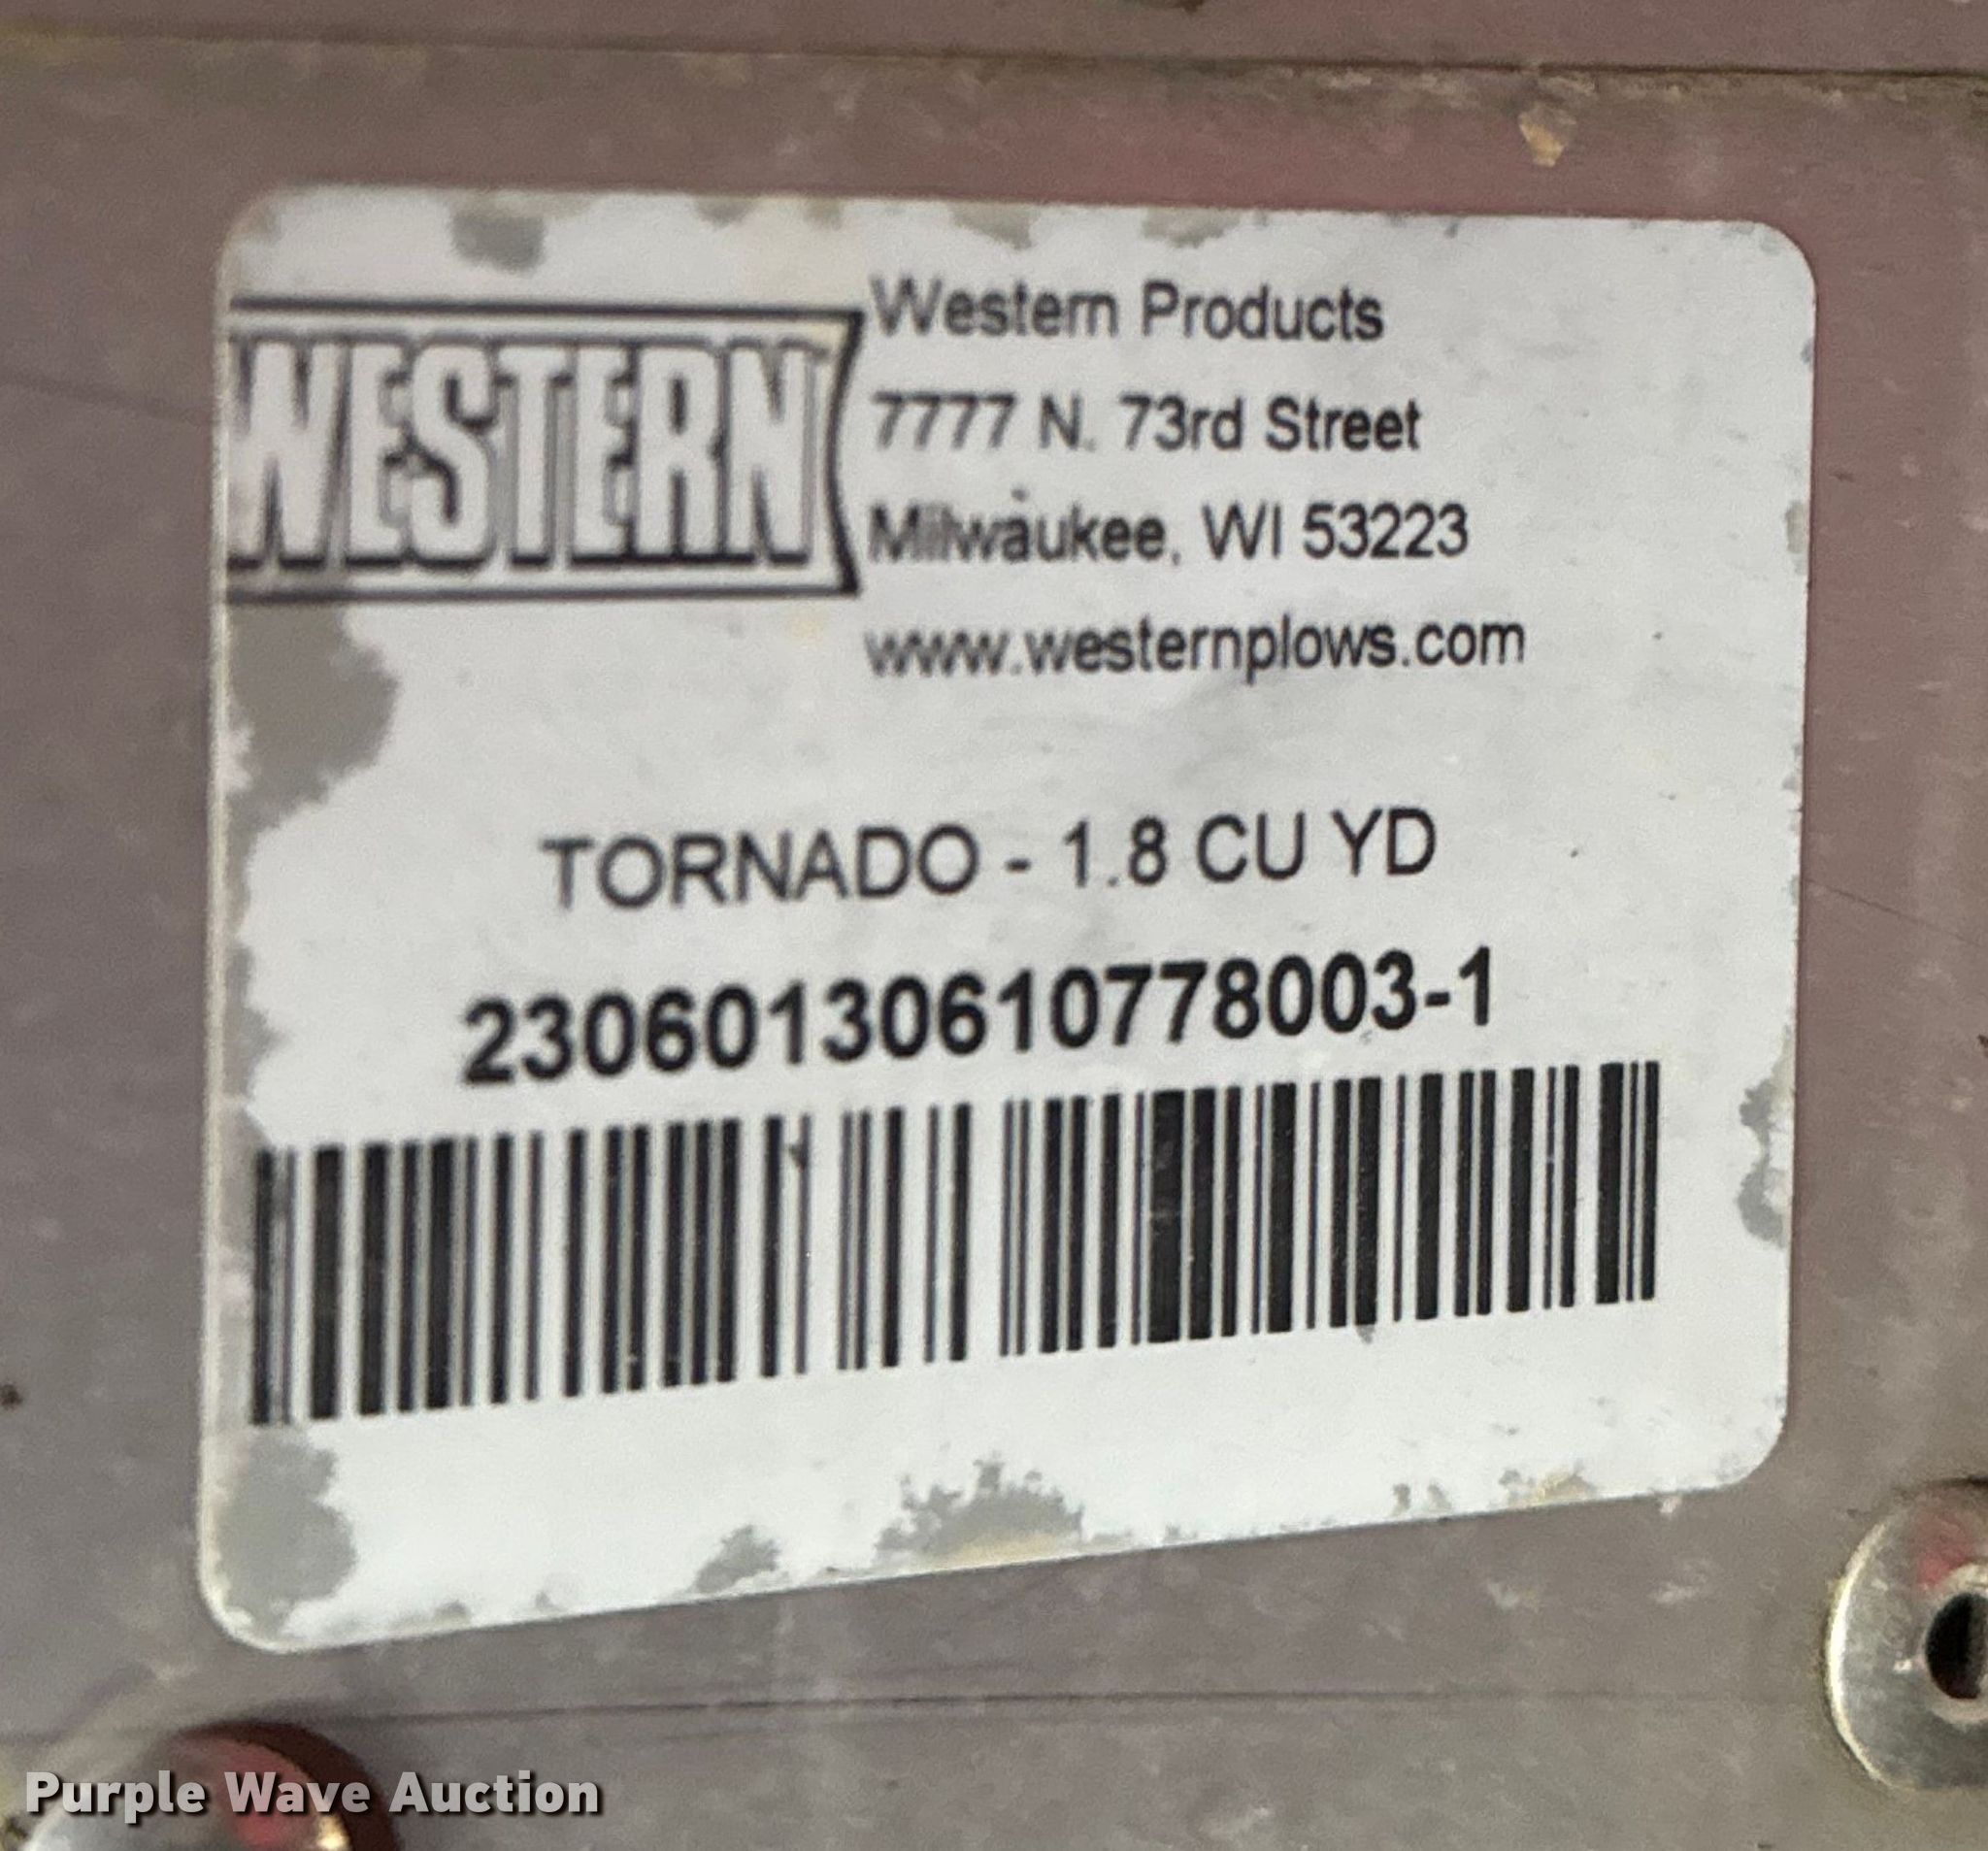 WESTERN
Western Products
7777 N. 73rd Street
Milwaukee, WI 53223
www.westernplows.com
TORNADO - 1.8 CU YD
23060130610778003-1
Purple Wave Auction